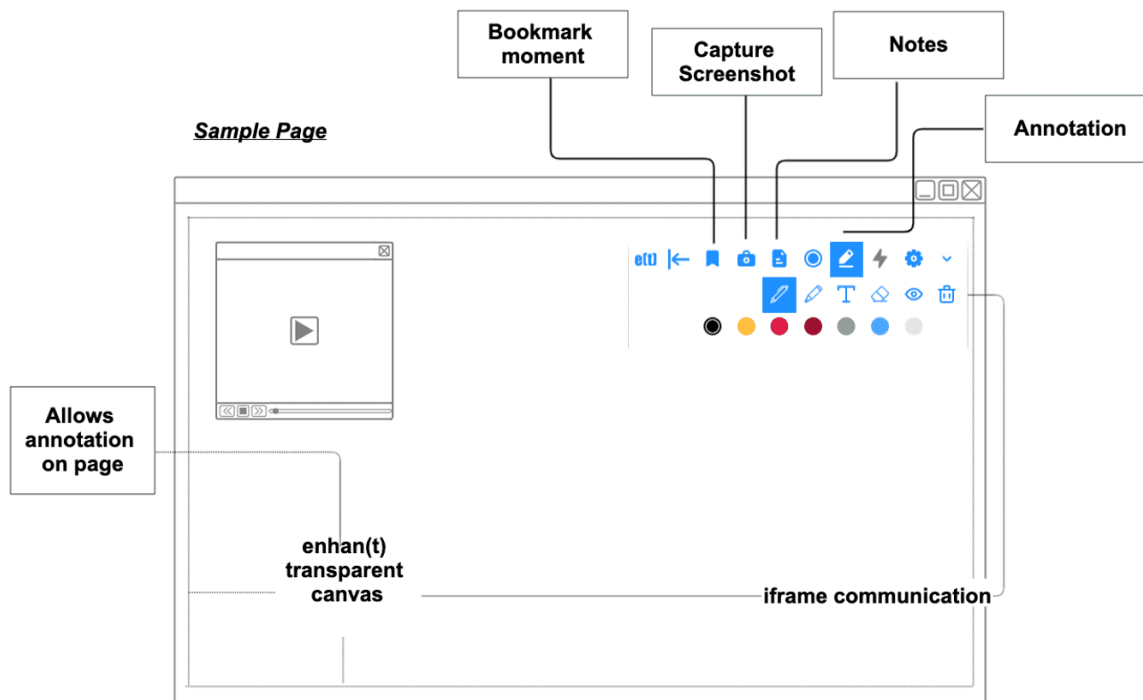 Bookmark
moment
Capture
Screenshot
Notes
Annotation
Sample Page
e(t)
T
Allows
annotation
on page
enhan(t)
transparent
canvas
iframe communication